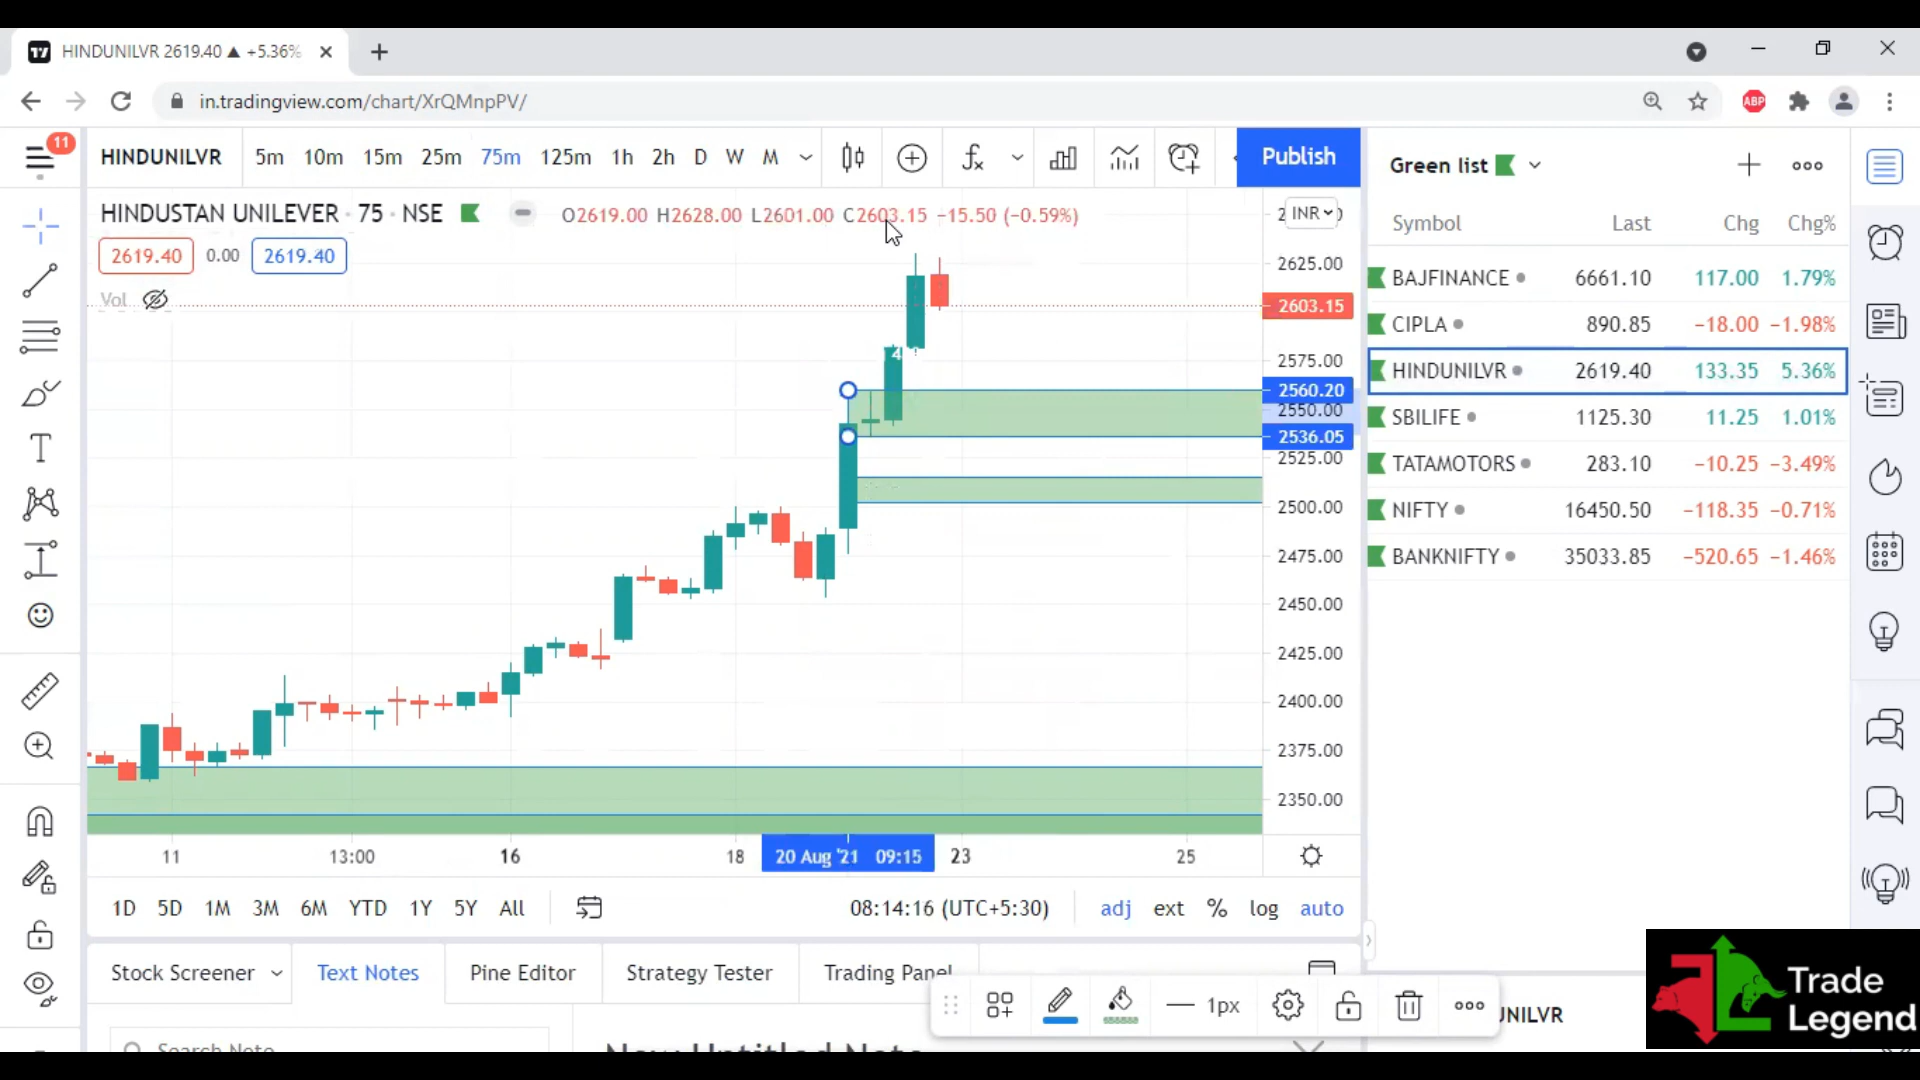 HINDUNILVR 2619.40 ▲ +5.36%
in.tradingview.com/chart/XrQMnpPV/
ABP
11
HINDUNILVR 5m 10m 15m 25m 75m 125m 1h 2h D W M Publish
HINDUSTAN UNILEVER · 75 · NSE O2619.00 H2628.00 L2601.00 C2603.15 −15.50 (−0.59%)
INR
2619.40 0.00 2619.40
Vol
2625.00
2603.15
2575.00
2560.20
2550.00
2536.05
2525.00
2500.00
2475.00
2450.00
2425.00
2400.00
2375.00
2350.00
11 13:00 16 18 20 Aug '21 09:15 23 25
1D 5D 1M 3M 6M YTD 1Y 5Y All 08:14:16 (UTC+5:30) adj ext % log auto
Stock Screener Text Notes Pine Editor Strategy Tester Trading Panel
1px
Search Note
New Untitled Note
Green list
Symbol Last Chg Chg%
BAJFINANCE 6661.10 117.00 1.79%
CIPLA 890.85 −18.00 −1.98%
HINDUNILVR 2619.40 133.35 5.36%
SBILIFE 1125.30 11.25 1.01%
TATAMOTORS 283.10 −10.25 −3.49%
NIFTY 16450.50 −118.35 −0.71%
BANKNIFTY 35033.85 −520.65 −1.46%
UNILVR
Trade
Legend